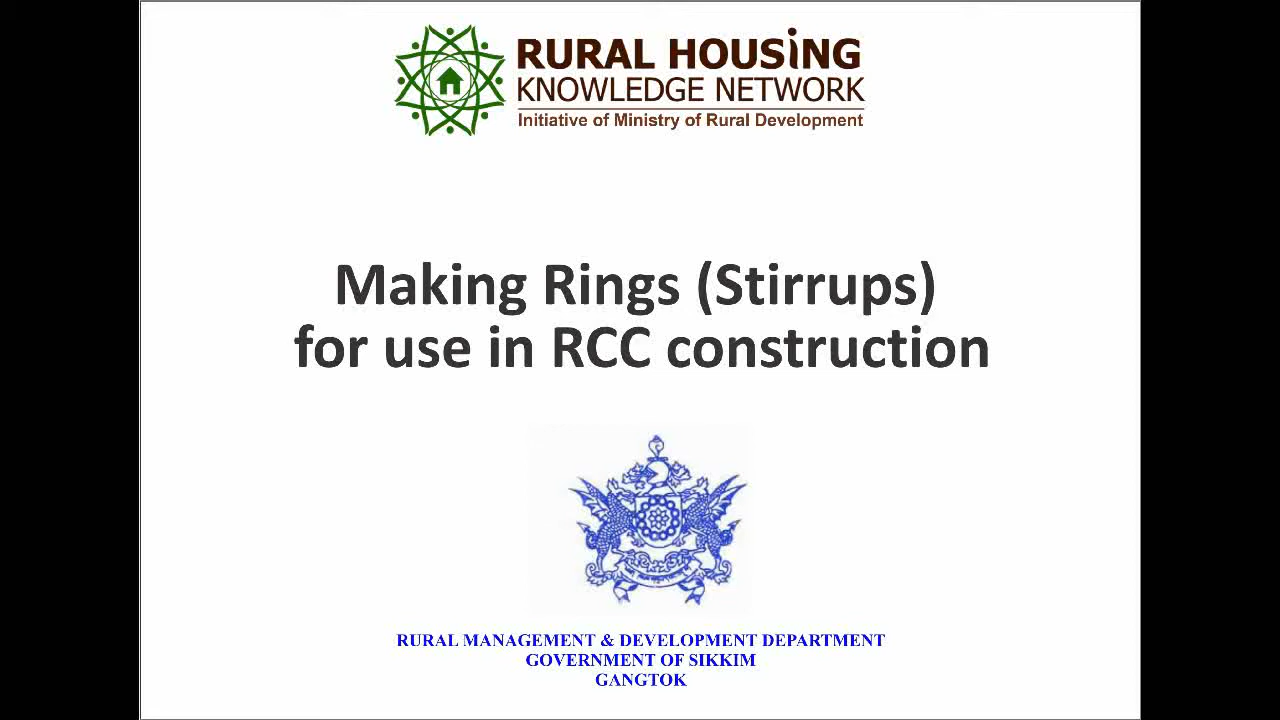 RURAL HOUSiNG
KNOWLEDGE NETWORK
Initiative of Ministry of Rural Development
Making Rings (Stirrups)
for use in RCC construction
RURAL MANAGEMENT & DEVELOPMENT DEPARTMENT
GOVERNMENT OF SIKKIM
GANGTOK